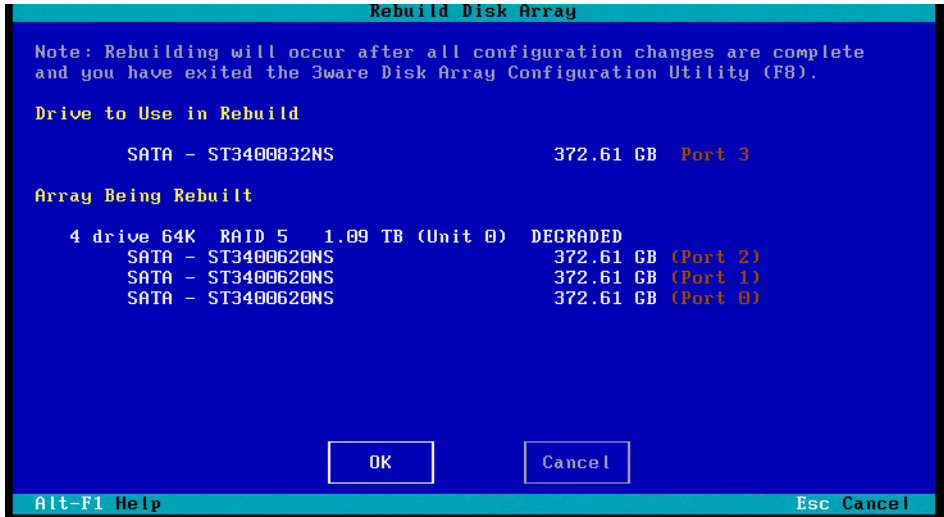 Rebuild Disk Array
Note: Rebuilding will occur after all configuration changes are complete
and you have exited the 3ware Disk Array Configuration Utility (F8).
Drive to Use in Rebuild
SATA - ST3400832NS 372.61 GB Port 3
Array Being Rebuilt
4 drive 64K RAID 5 1.09 TB (Unit 0) DEGRADED
SATA - ST3400620NS 372.61 GB (Port 2)
SATA - ST3400620NS 372.61 GB (Port 1)
SATA - ST3400620NS 372.61 GB (Port 0)
OK Cancel
Alt-F1 Help Esc Cancel